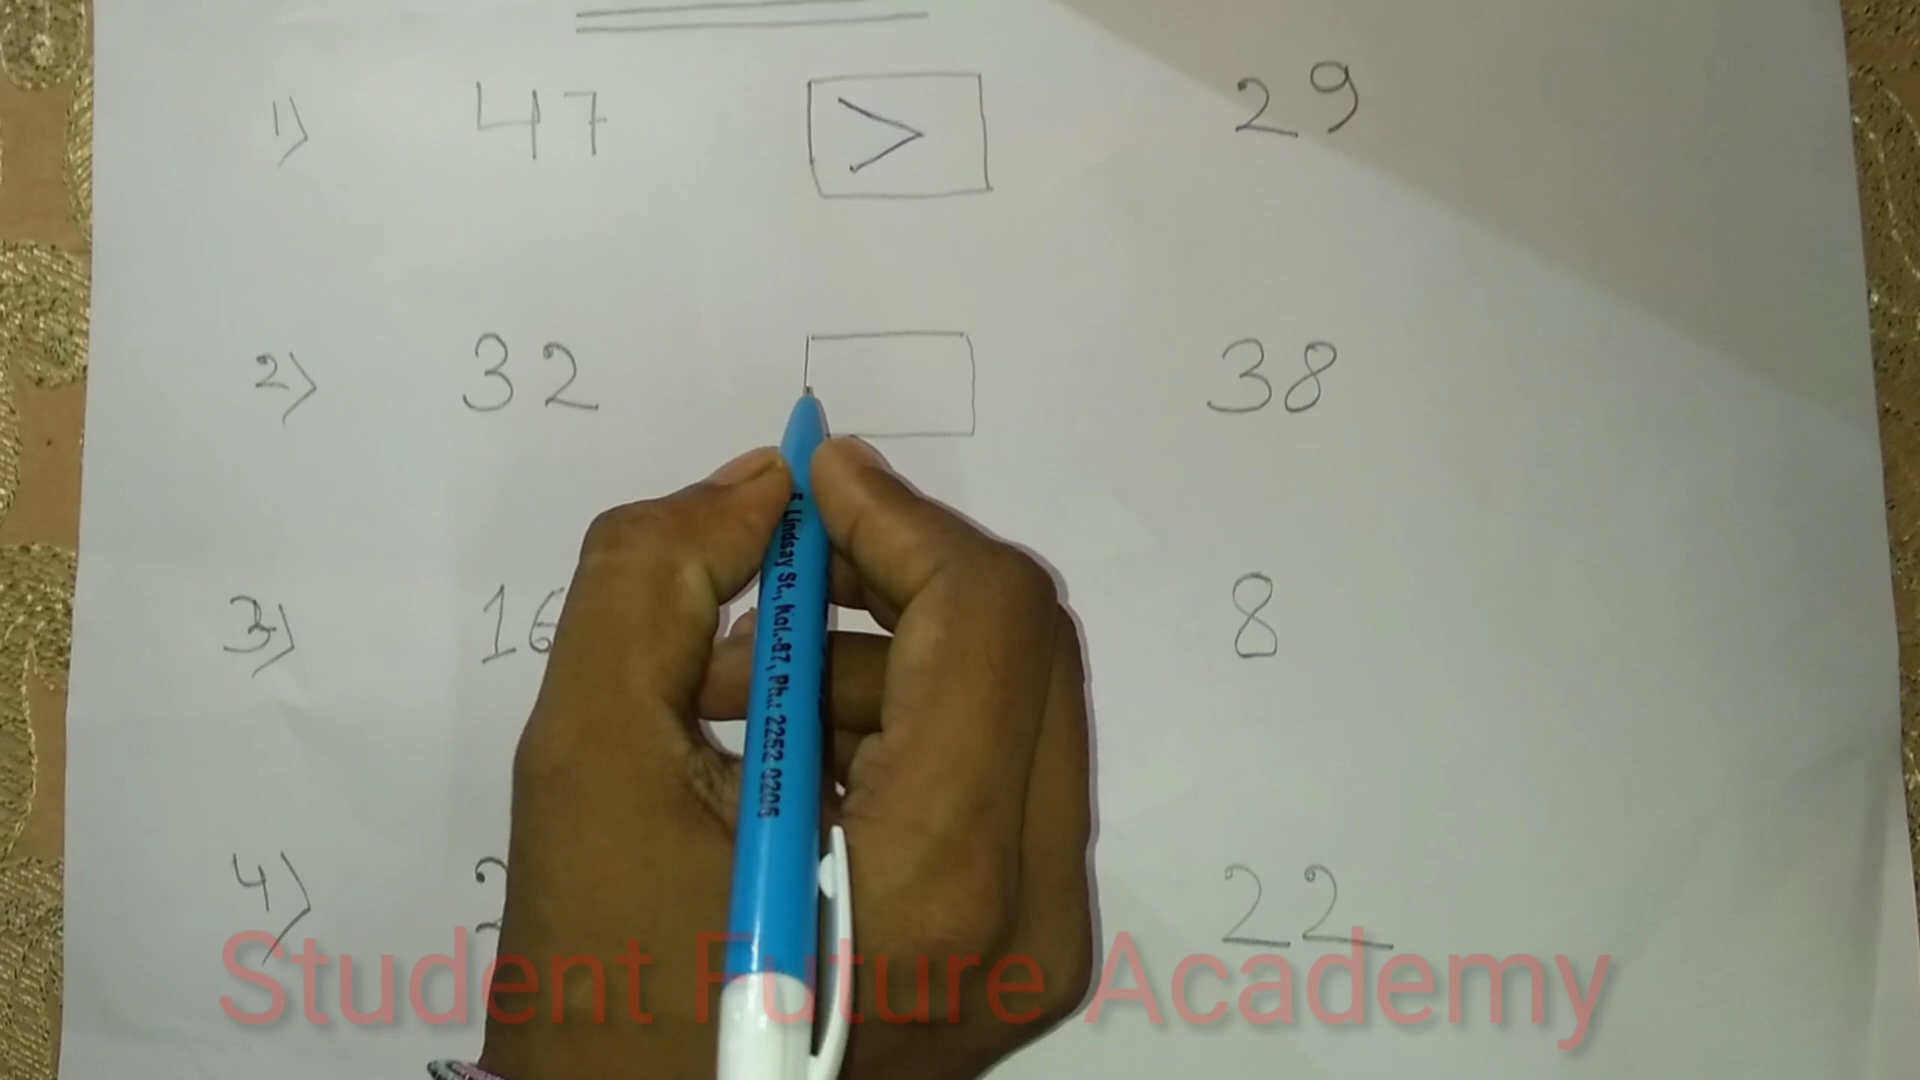 1) 47 > 29
2) 32 38
3) 16 8
4) 22
Lindsay St., Kol.-87, Ph.: 2252 0205
Student Future Academy